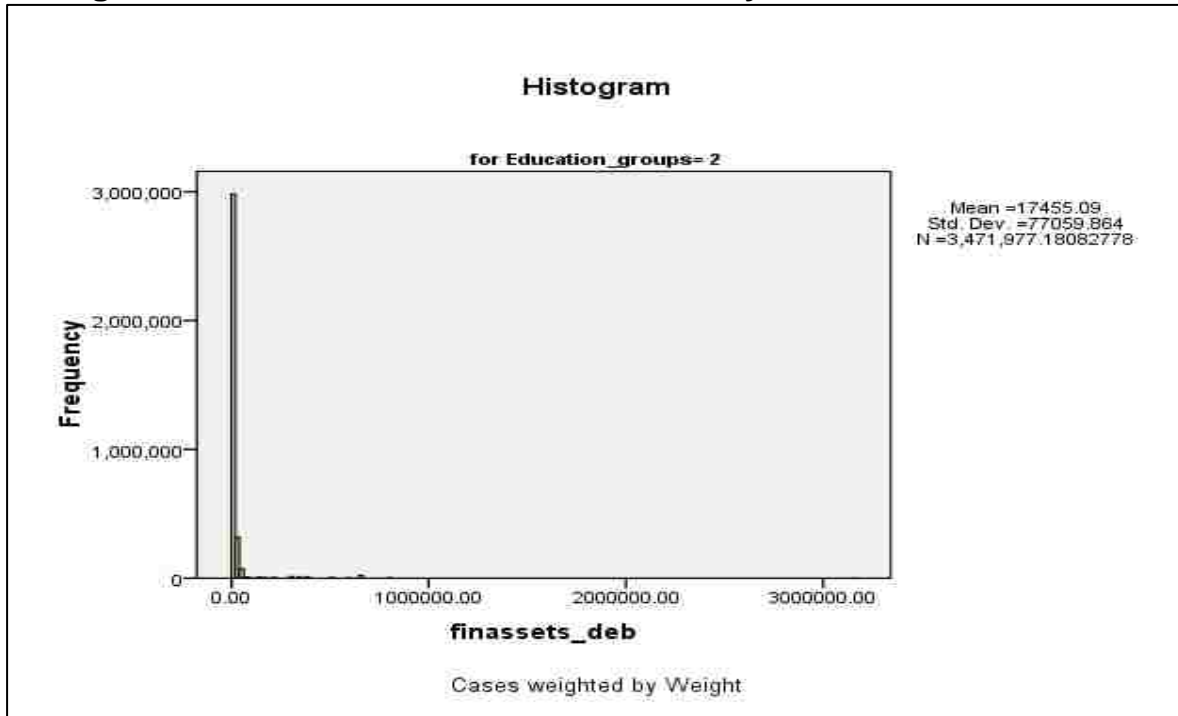 Histogram
for Education_groups= 2
Mean =17455.09
Std. Dev. =77059.864
N =3,471,977.18082778
3,000,000
2,000,000
1,000,000
0
Frequency
0.00 1000000.00 2000000.00 3000000.00
finassets_deb
Cases weighted by Weight